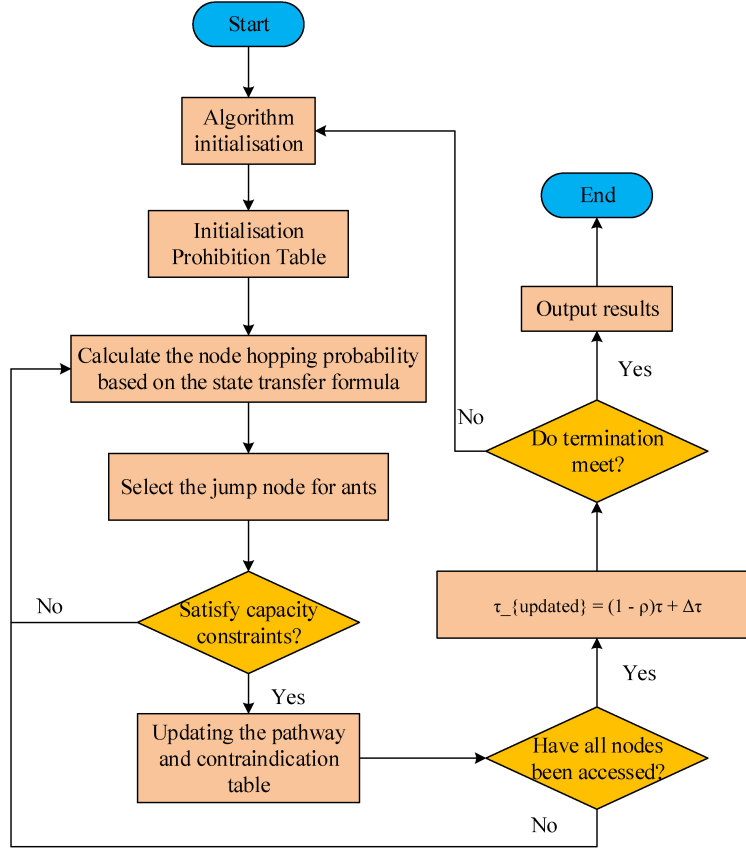 Start
Algorithm
initialisation
Initialisation
Prohibition Table
Calculate the node hopping probability
based on the state transfer formula
Select the jump node for ants
Satisfy capacity
constraints?
No
Yes
Updating the pathway
and contraindication
table
Have all nodes
been accessed?
No
Yes
τ_{updated} = (1 - ρ)τ + Δτ
Do termination
meet?
No
Yes
Output results
End